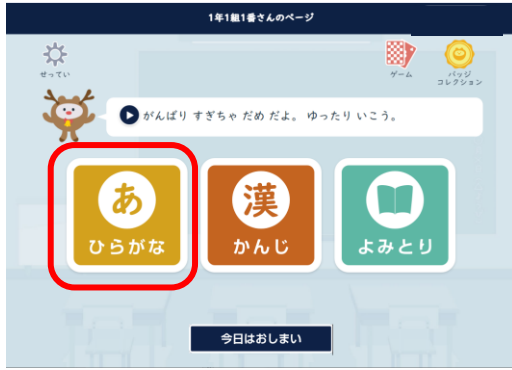 1年1組1番さんのページ
せってい
ゲーム
バッジ
コレクション
がんばり すぎちゃ だめ だよ。 ゆったり いこう。
あ
ひらがな
漢
かんじ
よみとり
今日はおしまい